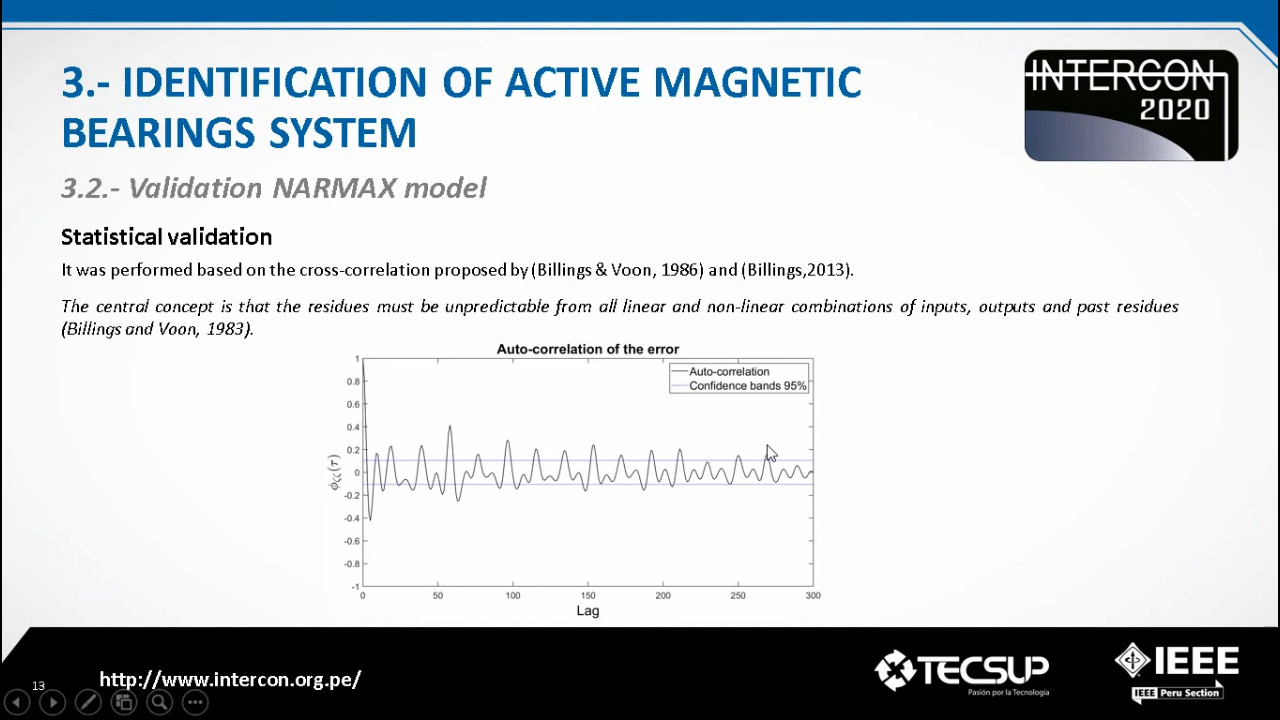 3.- IDENTIFICATION OF ACTIVE MAGNETIC
BEARINGS SYSTEM
INTERCON
2020
3.2.- Validation NARMAX model
Statistical validation
It was performed based on the cross-correlation proposed by (Billings & Voon, 1986) and (Billings,2013).
The central concept is that the residues must be unpredictable from all linear and non-linear combinations of inputs, outputs and past residues
(Billings and Voon, 1983).
Auto-correlation of the error
Auto-correlation
Confidence bands 95%
1
0.8
0.6
0.4
0.2
0
-0.2
-0.4
-0.6
-0.8
-1
ϕζζ(τ)
0 50 100 150 200 250 300
Lag
13
http://www.intercon.org.pe/
TECSUP
Pasión por la Tecnología
IEEE
IEEE Peru Section